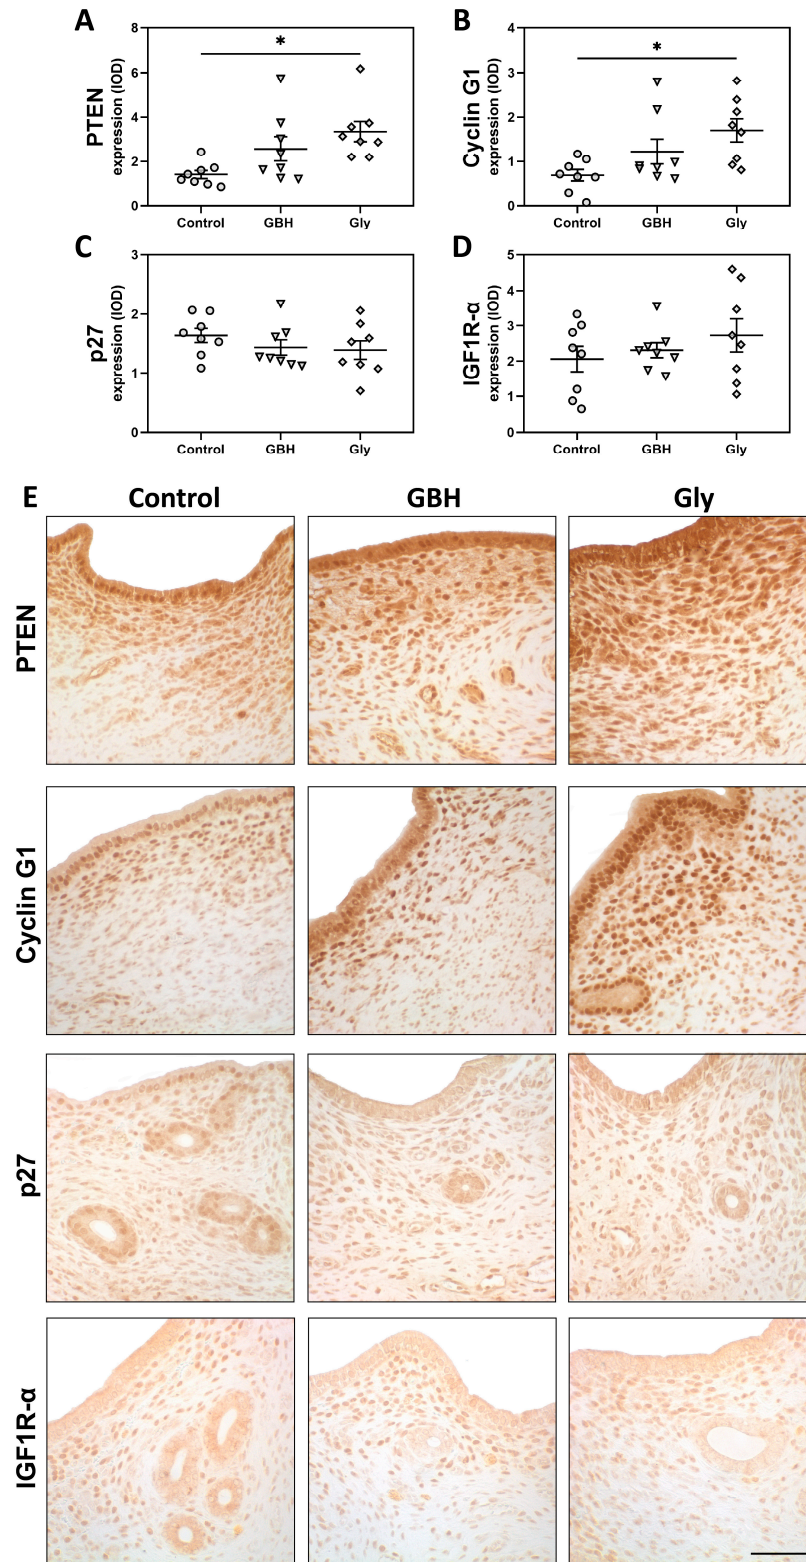 A
PTEN
expression (IOD)
8
6
4
2
0
*
Control
GBH
Gly
B
Cyclin G1
expression (IOD)
4
3
2
1
0
*
Control
GBH
Gly
C
p27
expression (IOD)
3
2
1
0
Control
GBH
Gly
D
IGF1R-α
expression (IOD)
5
4
3
2
1
0
Control
GBH
Gly
E
Control
GBH
Gly
PTEN
Cyclin G1
p27
IGF1R-α